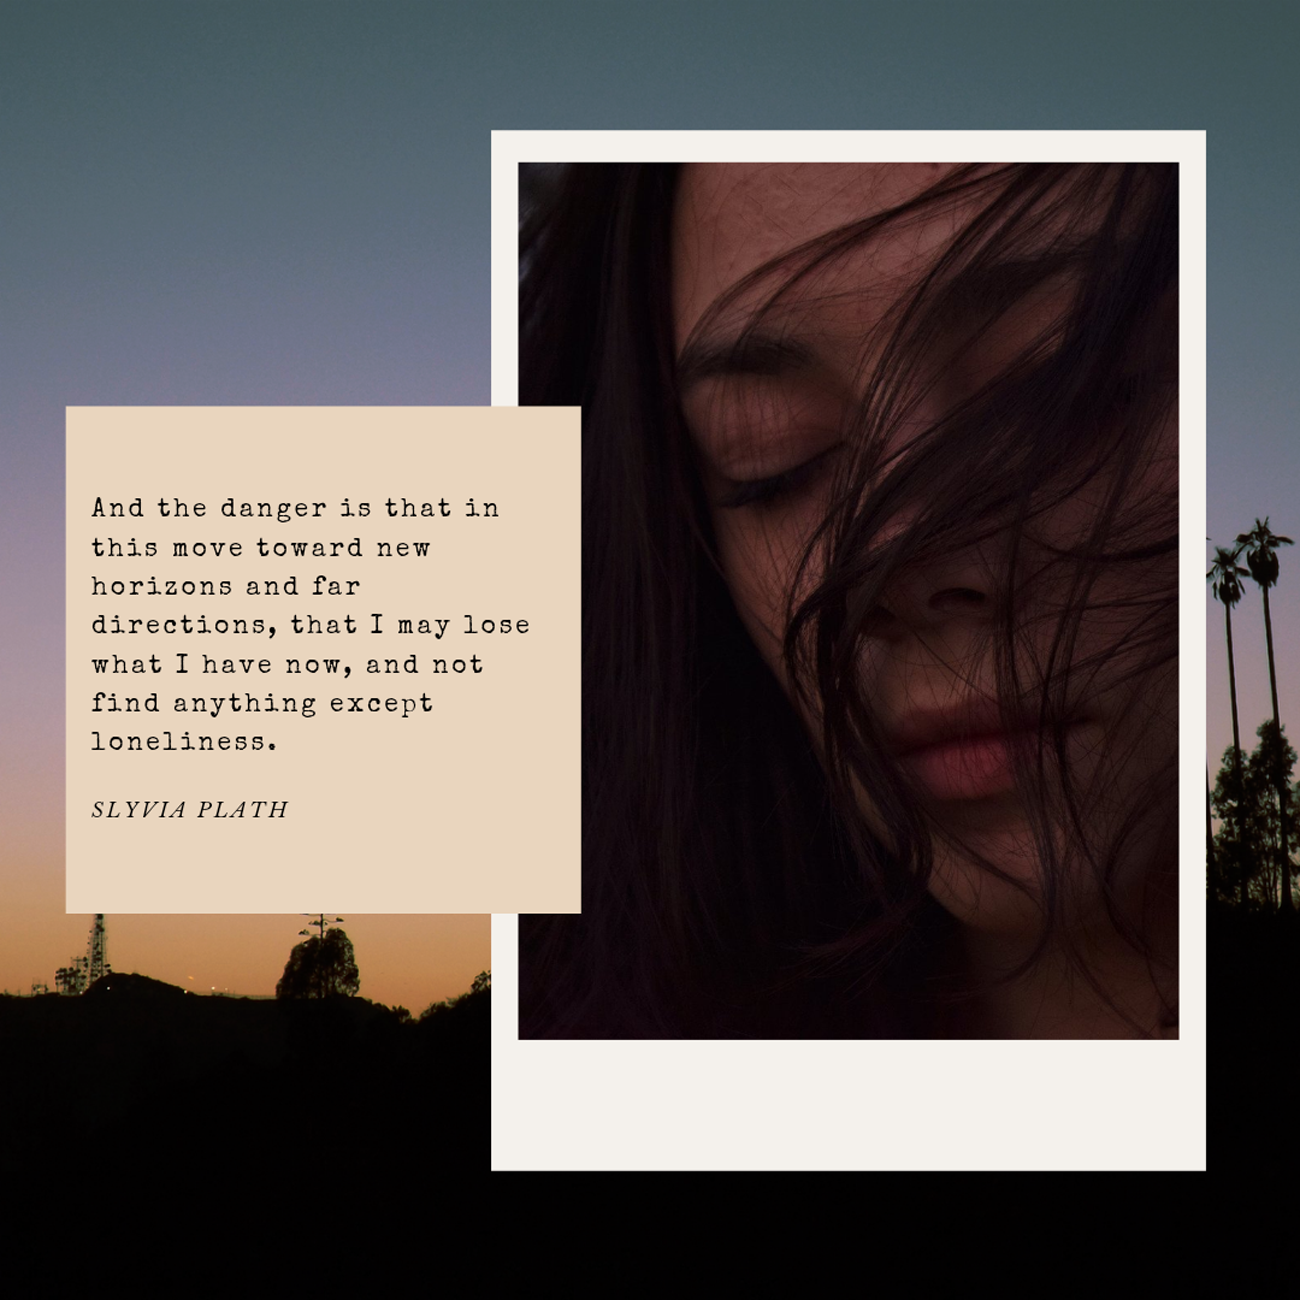 And the danger is that in
this move toward new
horizons and far
directions, that I may lose
what I have now, and not
find anything except
loneliness.
SLYVIA PLATH